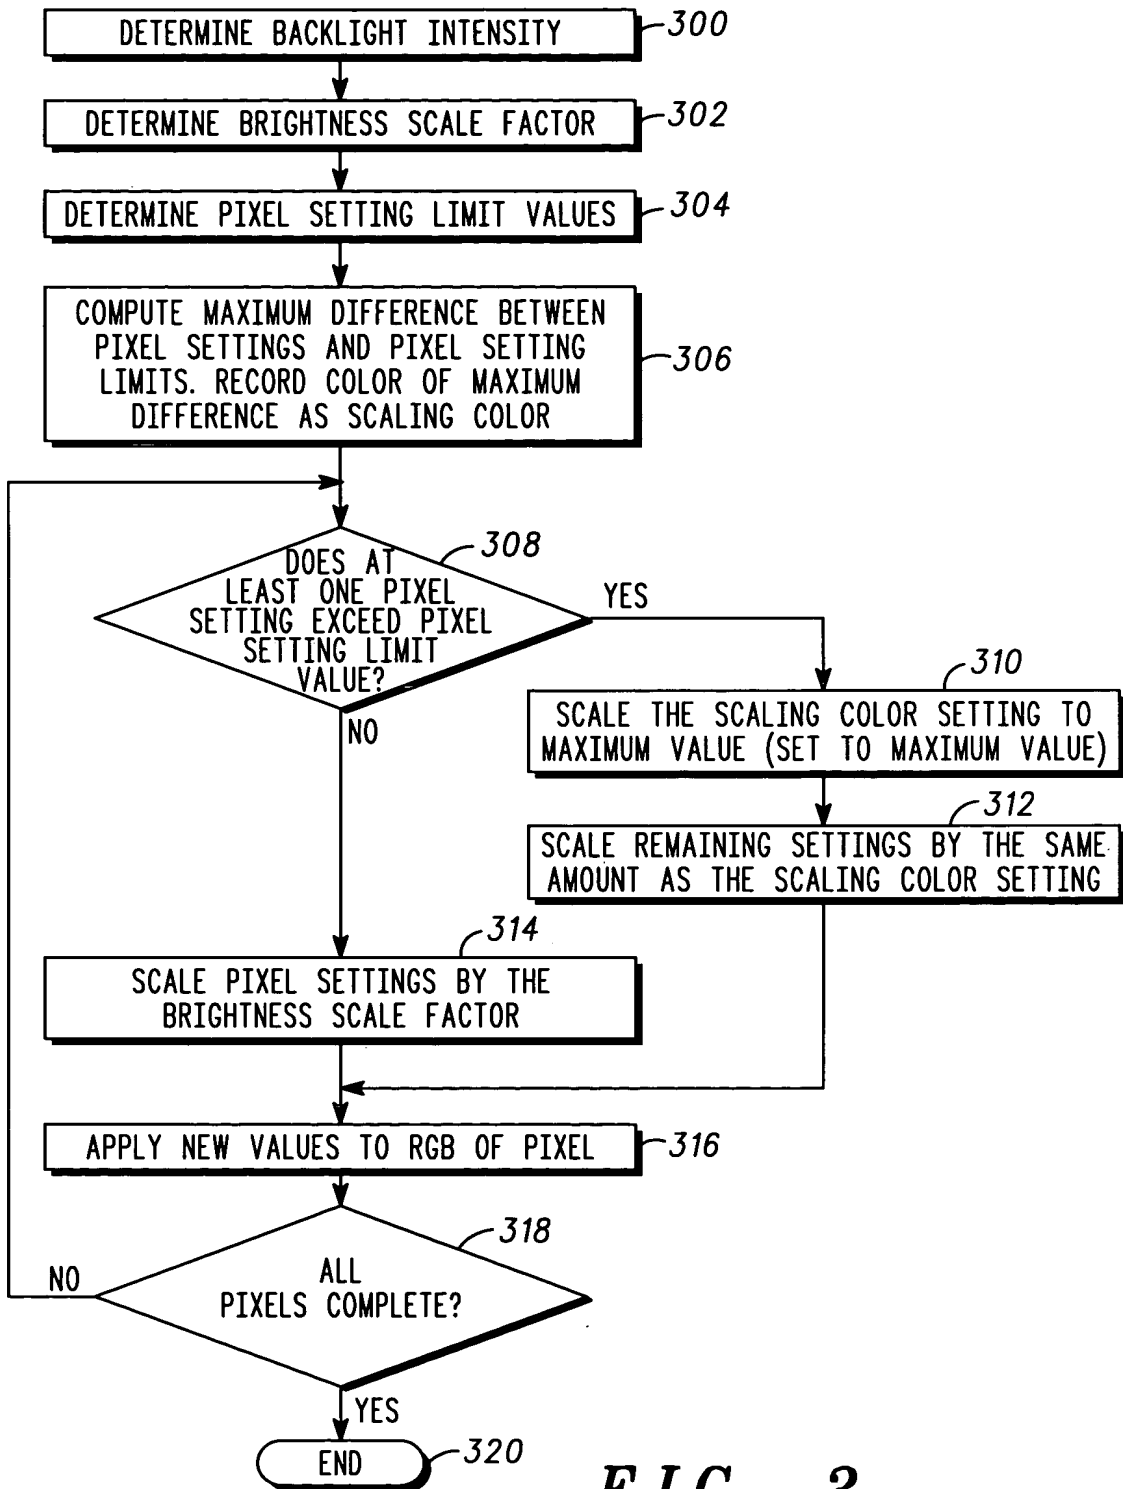 DETERMINE BACKLIGHT INTENSITY
300
DETERMINE BRIGHTNESS SCALE FACTOR
302
DETERMINE PIXEL SETTING LIMIT VALUES
304
COMPUTE MAXIMUM DIFFERENCE BETWEEN
PIXEL SETTINGS AND PIXEL SETTING
LIMITS. RECORD COLOR OF MAXIMUM
DIFFERENCE AS SCALING COLOR
306
DOES AT
LEAST ONE PIXEL
SETTING EXCEED PIXEL
SETTING LIMIT
VALUE?
308
YES
NO
310
SCALE THE SCALING COLOR SETTING TO
MAXIMUM VALUE (SET TO MAXIMUM VALUE)
312
SCALE REMAINING SETTINGS BY THE SAME
AMOUNT AS THE SCALING COLOR SETTING
314
SCALE PIXEL SETTINGS BY THE
BRIGHTNESS SCALE FACTOR
APPLY NEW VALUES TO RGB OF PIXEL
316
318
ALL
PIXELS COMPLETE?
NO
YES
END
320